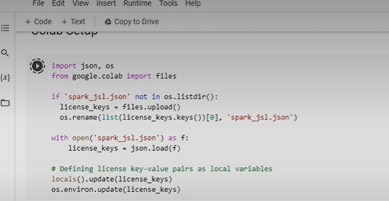 File Edit View Insert Runtime Tools Help
+ Code + Text Copy to Drive
Colab Setup
import json, os
from google.colab import files
if 'spark_jsl.json' not in os.listdir():
license_keys = files.upload()
os.rename(list(license_keys.keys())[0], 'spark_jsl.json')
with open('spark_jsl.json') as f:
license_keys = json.load(f)
# Defining license key-value pairs as local variables
locals().update(license_keys)
os.environ.update(license_keys)
{x}